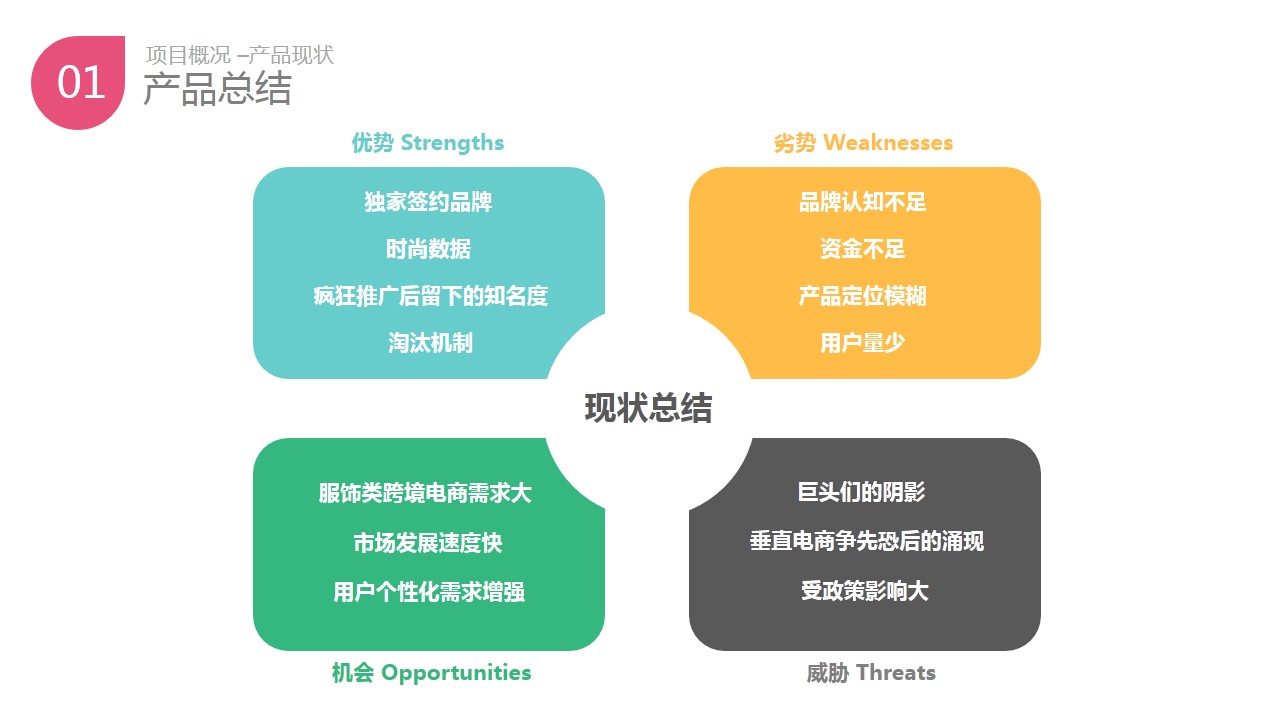 01
项目概况 –产品现状
产品总结
优势 Strengths
独家签约品牌
时尚数据
疯狂推广后留下的知名度
淘汰机制
劣势 Weaknesses
品牌认知不足
资金不足
产品定位模糊
用户量少
现状总结
服饰类跨境电商需求大
市场发展速度快
用户个性化需求增强
机会 Opportunities
巨头们的阴影
垂直电商争先恐后的涌现
受政策影响大
威胁 Threats